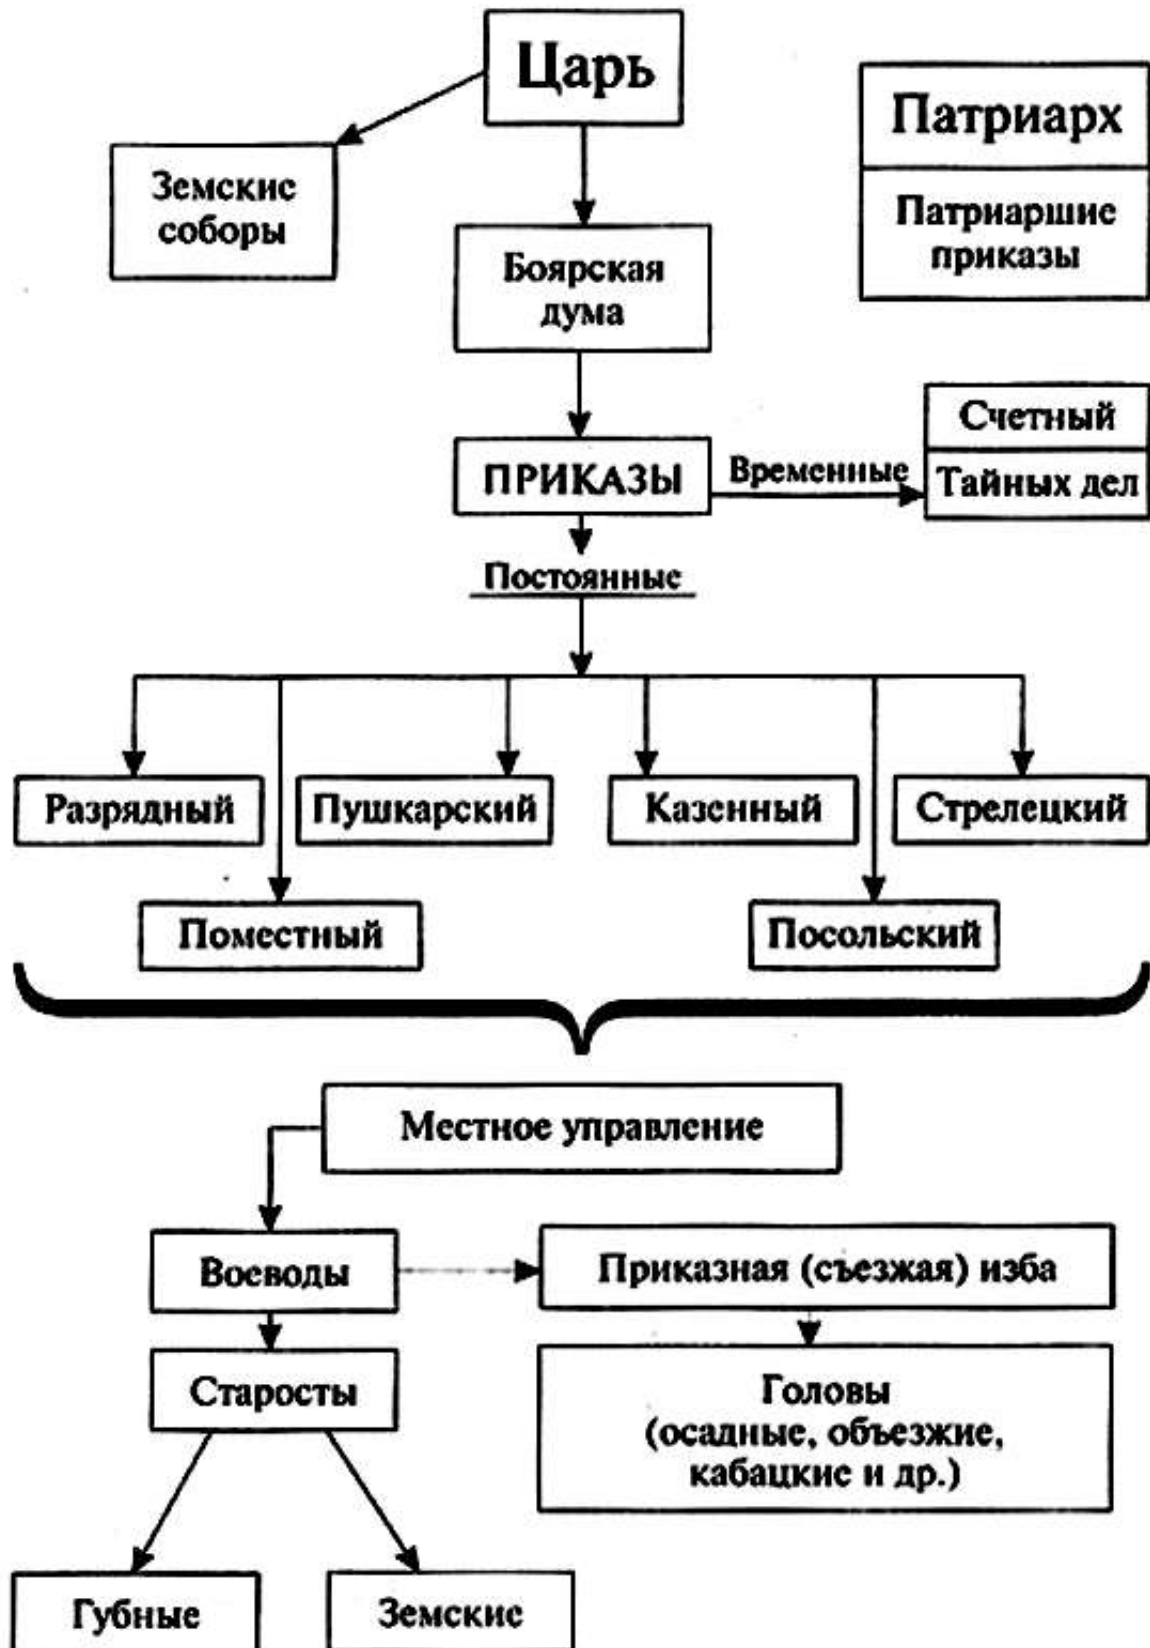 Царь
Патриарх
Земские
соборы
Патриаршие
приказы
Боярская
дума
Счетный
ПРИКАЗЫ
Временные
Тайных дел
Постоянные
Разрядный
Пушкарский
Казенный
Стрелецкий
Поместный
Посольский
Местное управление
Воеводы
Приказная (съезжая) изба
Старосты
Головы
(осадные, объезжие,
кабацкие и др.)
Губные
Земские